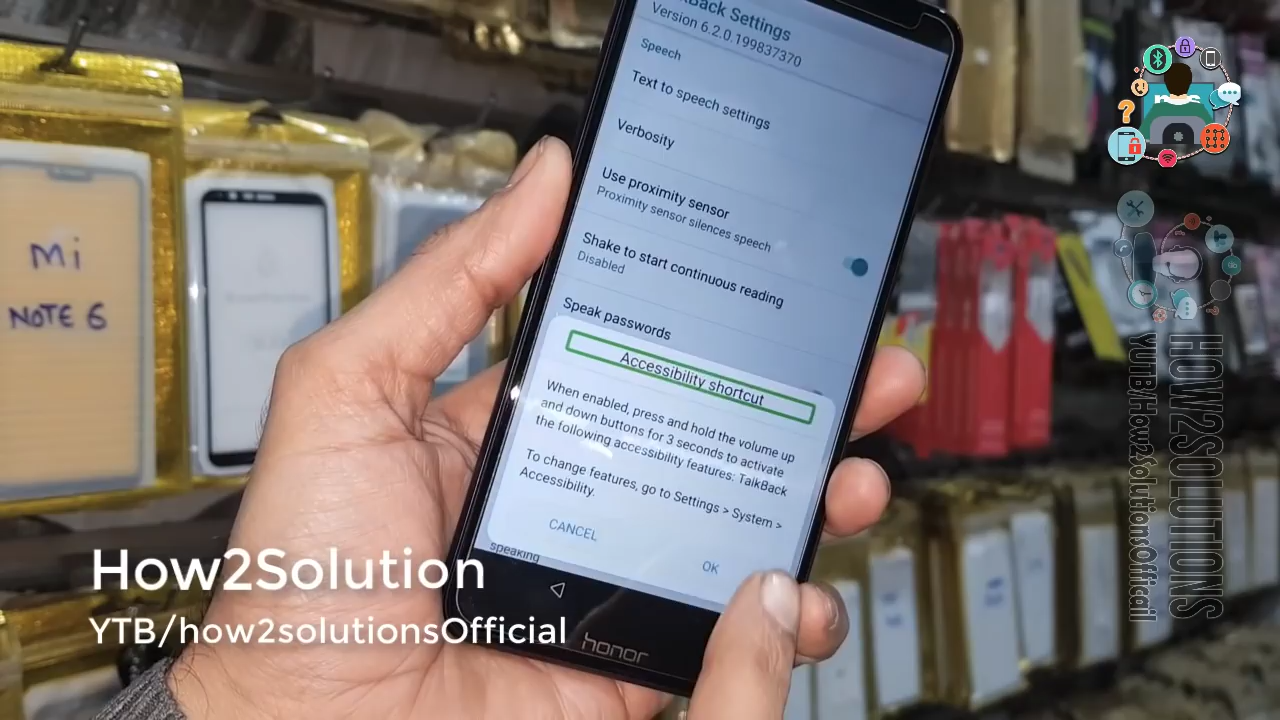 kBack Settings
Version 6.2.0.199837370
Speech
Text to speech settings
Verbosity
Use proximity sensor
Proximity sensor silences speech
Shake to start continuous reading
Disabled
Speak passwords
Accessibility shortcut
When enabled, press and hold the volume up
and down buttons for 3 seconds to activate
the following accessibility features: TalkBack
To change features, go to Settings > System >
Accessibility.
CANCEL
OK
speaking
honor
Mi
NOTE 6
How2Solution
YTB/how2solutionsOfficial
HOW2SOLUTIONS
YUTB/How2SolutionsOffcail